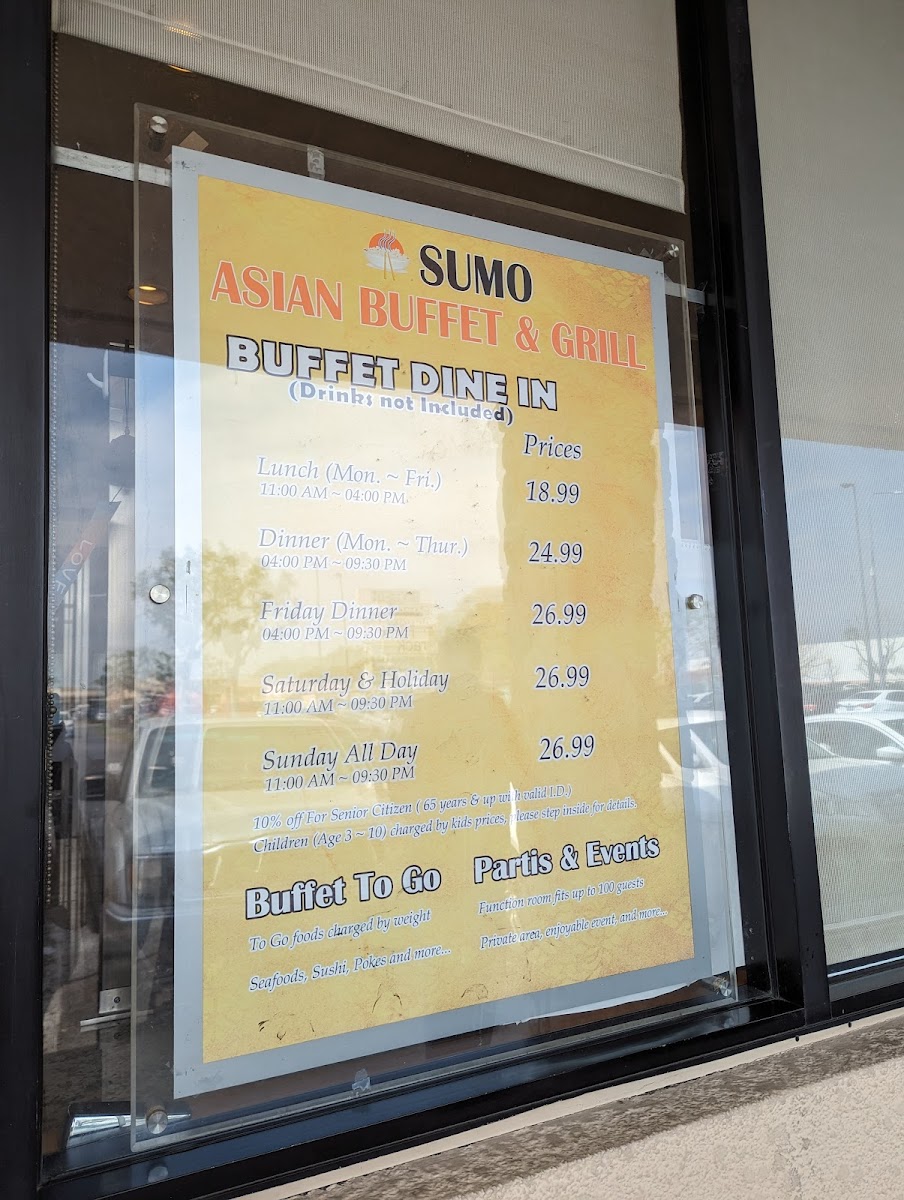 SUMO
ASIAN BUFFET & GRILL
BUFFET DINE IN
(Drinks not Included)
Prices
Lunch (Mon. ~ Fri.)
11:00 AM ~ 04:00 PM
18.99
Dinner (Mon. ~ Thur.)
04:00 PM ~ 09:30 PM
24.99
Friday Dinner
04:00 PM ~ 09:30 PM
26.99
Saturday & Holiday
11:00 AM ~ 09:30 PM
26.99
Sunday All Day
11:00 AM ~ 09:30 PM
26.99
10% off For Senior Citizen ( 65 years & up with valid I.D.)
Children (Age 3 ~ 10) charged by kids prices, please step inside for details.
Buffet To Go
To Go foods charged by weight
Seafoods, Sushi, Pokes and more...
Partis & Events
Function room fits up to 100 guests
Private area, enjoyable event, and more...
LOVE